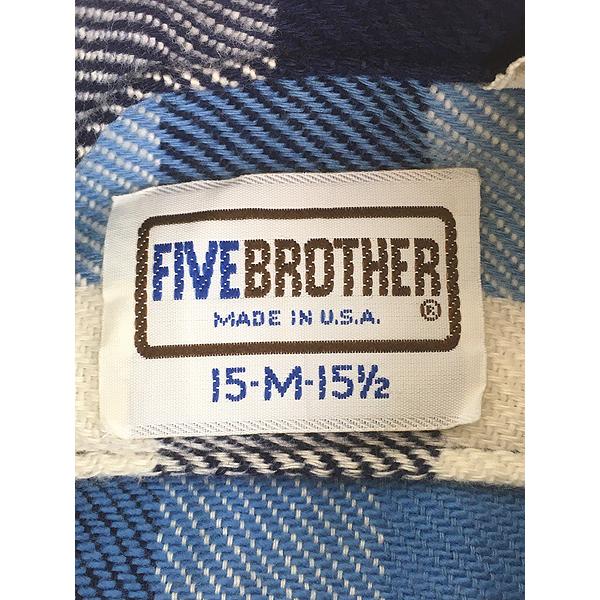 FIVEBROTHER
MADE IN U.S.A. ®
15-M-15½